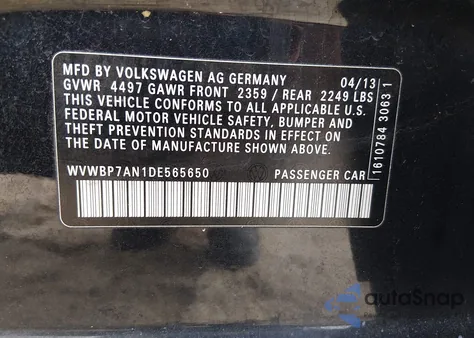 MFD BY VOLKSWAGEN AG GERMANY 04/13
GVWR 4497 GAWR FRONT 2359 / REAR 2249 LBS
THIS VEHICLE CONFORMS TO ALL APPLICABLE U.S.
FEDERAL MOTOR VEHICLE SAFETY, BUMPER AND
THEFT PREVENTION STANDARDS IN EFFECT ON
THE DATE OF MANUFACTURE SHOWN ABOVE.
WVWBP7AN1DE565650 PASSENGER CAR
1610784 3063 1
autoSnap